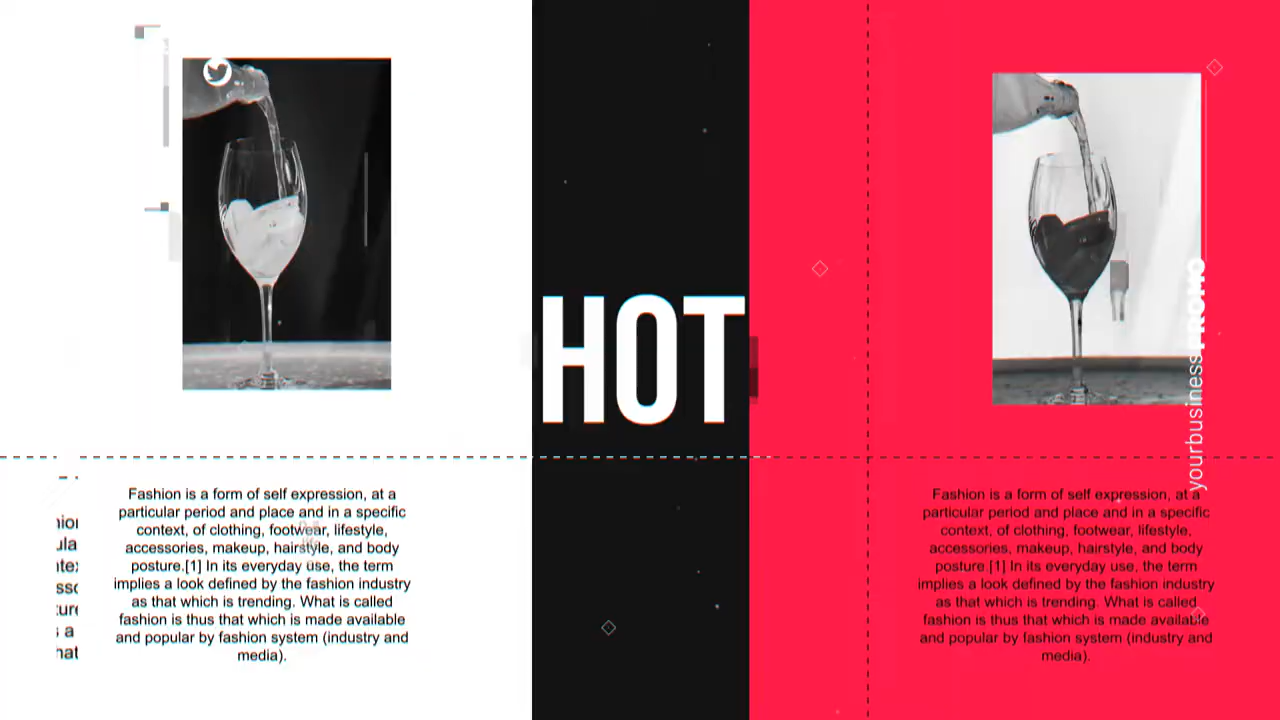 HOT
yourbusinessPROMO
Fashion is a form of self expression, at a
particular period and place and in a specific
context, of clothing, footwear, lifestyle,
accessories, makeup, hairstyle, and body
posture.[1] In its everyday use, the term
implies a look defined by the fashion industry
as that which is trending. What is called
fashion is thus that which is made available
and popular by fashion system (industry and
media).
Fashion is a form of self expression, at a
particular period and place and in a specific
context, of clothing, footwear, lifestyle,
accessories, makeup, hairstyle, and body
posture.[1] In its everyday use, the term
implies a look defined by the fashion industry
as that which is trending. What is called
fashion is thus that which is made available
and popular by fashion system (industry and
media).